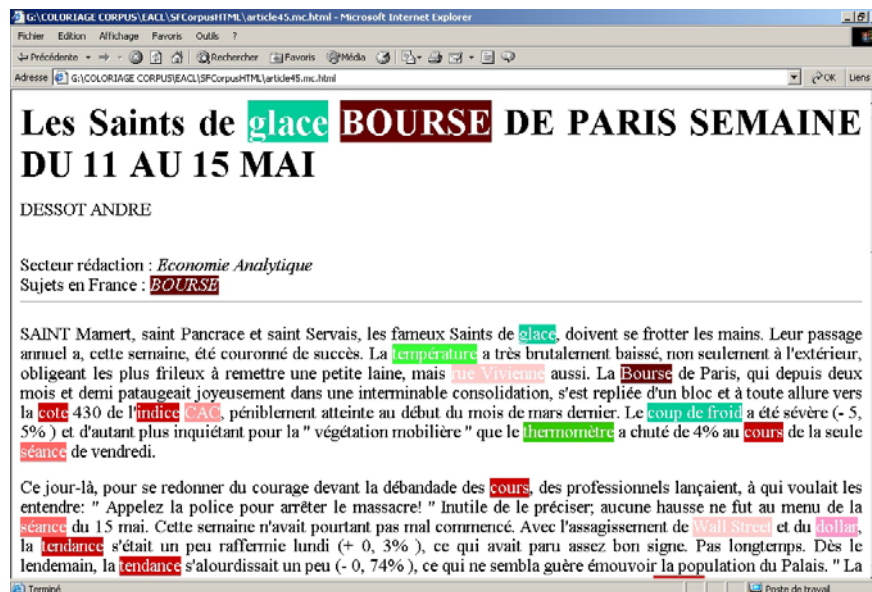 G:\COLORIAGE CORPUS\EACL\SFCorpusHTML\article45.mc.html - Microsoft Internet Explorer
Fichier Edition Affichage Favoris Outils ?
Précédente Rechercher Favoris Média
Adresse G:\COLORIAGE CORPUS\EACL\SFCorpusHTML\article45.mc.html OK Liens
Les Saints de glace BOURSE DE PARIS SEMAINE
DU 11 AU 15 MAI
DESSOT ANDRE
Secteur rédaction : Economie Analytique
Sujets en France : BOURSE
SAINT Mamert, saint Pancrace et saint Servais, les fameux Saints de glace, doivent se frotter les mains. Leur passage
annuel a, cette semaine, été couronné de succès. La température a très brutalement baissé, non seulement à l'extérieur,
obligeant les plus frileux à remettre une petite laine, mais rue Vivienne aussi. La Bourse de Paris, qui depuis deux
mois et demi pataugeait joyeusement dans une interminable consolidation, s'est repliée d'un bloc et à toute allure vers
la cote 430 de l'indice CAC, péniblement atteinte au début du mois de mars dernier. Le coup de froid a été sévère (- 5,
5% ) et d'autant plus inquiétant pour la " végétation mobilière " que le thermomètre a chuté de 4% au cours de la seule
séance de vendredi.
Ce jour-là, pour se redonner du courage devant la débandade des cours, des professionnels lançaient, à qui voulait les
entendre: " Appelez la police pour arrêter le massacre! " Inutile de le préciser; aucune hausse ne fut au menu de la
séance du 15 mai. Cette semaine n'avait pourtant pas mal commencé. Avec l'assagissement de Wall Street et du dollar,
la tendance s'était un peu raffermie lundi (+ 0, 3% ), ce qui avait paru assez bon signe. Pas longtemps. Dès le
lendemain, la tendance s'alourdissait un peu (- 0, 74% ), ce qui ne sembla guère émouvoir la population du Palais. " La
Terminé Poste de travail